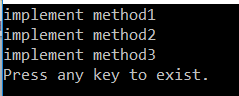 implement method1
implement method2
implement method3
Press any key to exist.